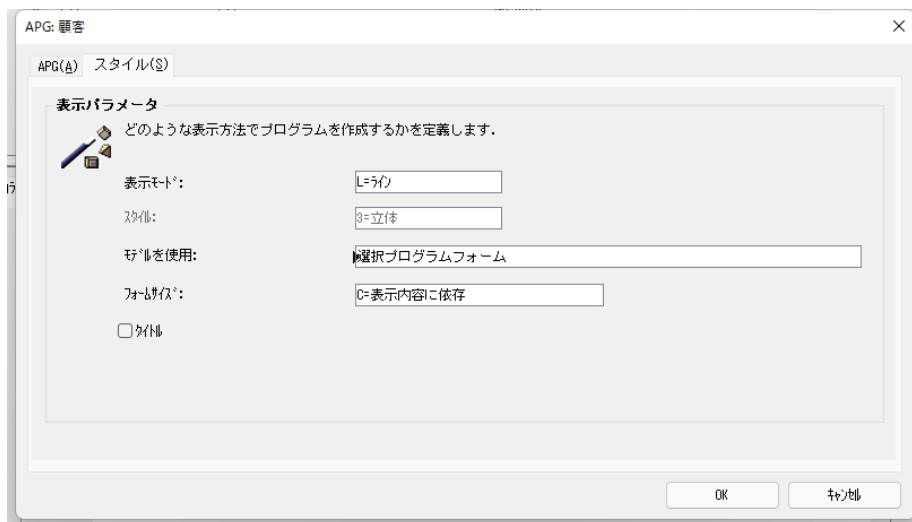 APG: 顧客
APG(A) スタイル(S)
表示パラメータ
どのような表示方法でプログラムを作成するかを定義します.
表示ﾓｰﾄﾞ: L=ﾗｲﾝ
ｽﾀｲﾙ: 3=立体
ﾓﾃﾞﾙを使用: 選択プログラムフォーム
ﾌｫｰﾑｻｲｽﾞ: C=表示内容に依存
ﾀｲﾄﾙ
OK ｷｬﾝｾﾙ